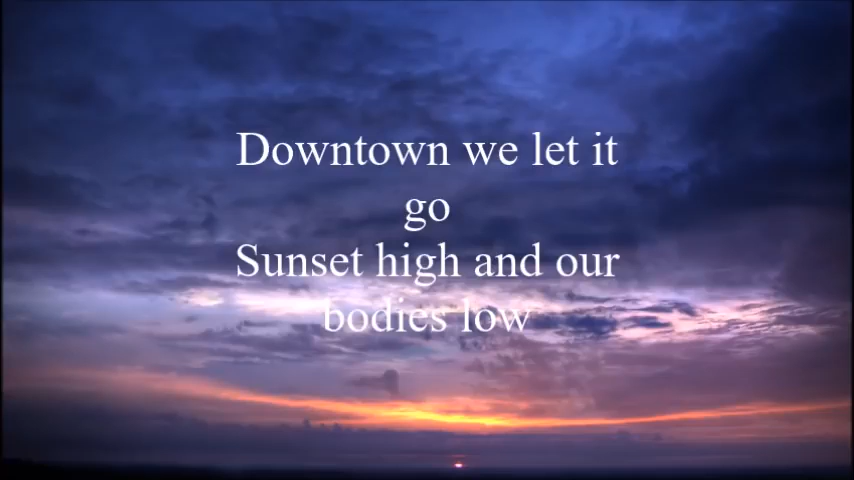 Downtown we let it
go
Sunset high and our
bodies low